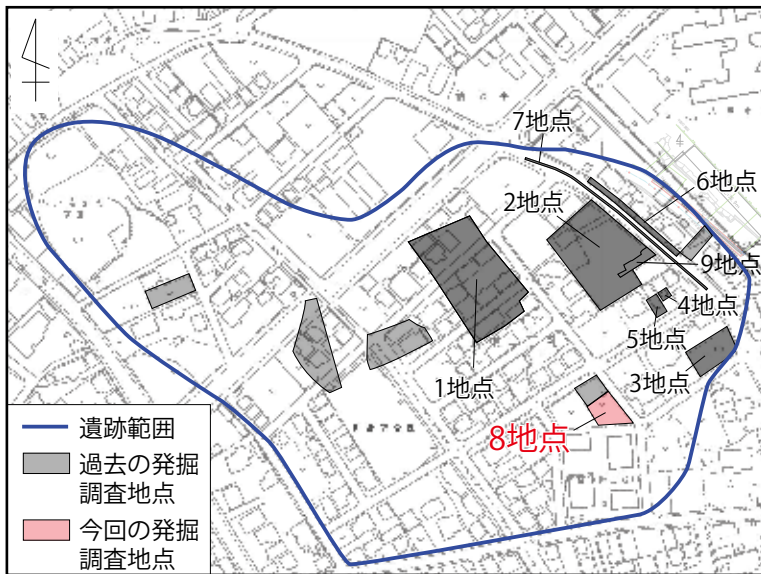 7地点
6地点
2地点
9地点
4地点
5地点
3地点
1地点
8地点
遺跡範囲
過去の発掘
調査地点
今回の発掘
調査地点